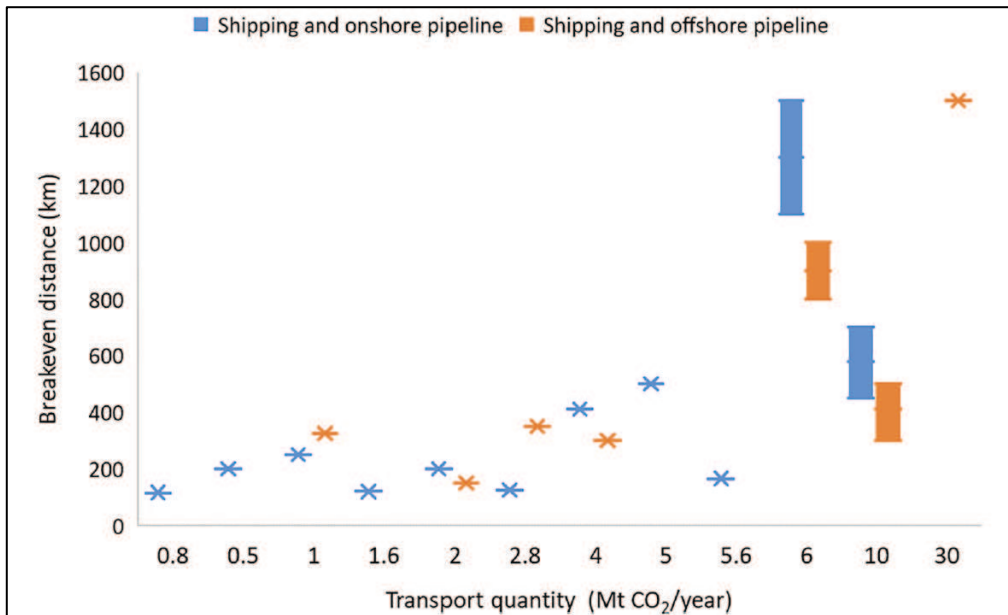 Shipping and onshore pipeline Shipping and offshore pipeline
1600
1400
1200
1000
800
600
400
200
0
Breakeven distance (km)
0.8 0.5 1 1.6 2 2.8 4 5 5.6 6 10 30
Transport quantity (Mt CO₂/year)